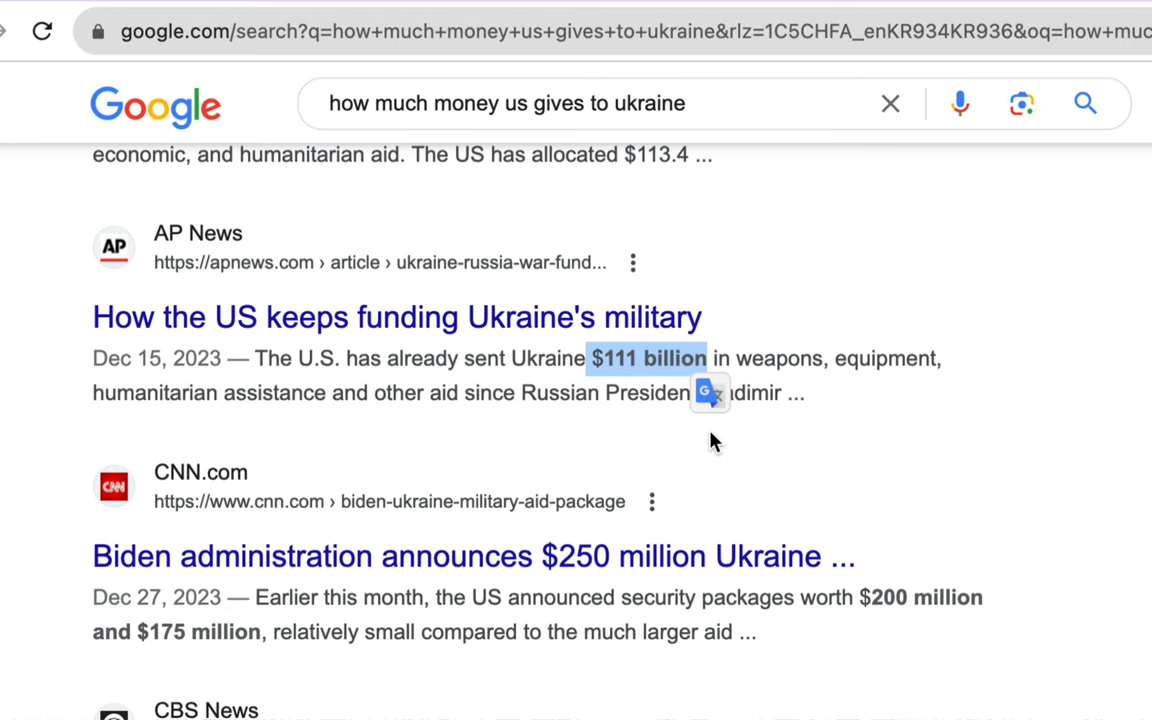 google.com/search?q=how+much+money+us+gives+to+ukraine&rlz=1C5CHFA_enKR934KR936&oq=how+muc
Google
how much money us gives to ukraine
economic, and humanitarian aid. The US has allocated $113.4 ...
AP
AP News
https://apnews.com › article › ukraine-russia-war-fund...
How the US keeps funding Ukraine's military
Dec 15, 2023 — The U.S. has already sent Ukraine $111 billion in weapons, equipment,
humanitarian assistance and other aid since Russian Presiden dimir ...
G
CNN
CNN.com
https://www.cnn.com › biden-ukraine-military-aid-package
Biden administration announces $250 million Ukraine ...
Dec 27, 2023 — Earlier this month, the US announced security packages worth $200 million
and $175 million, relatively small compared to the much larger aid ...
CBS News